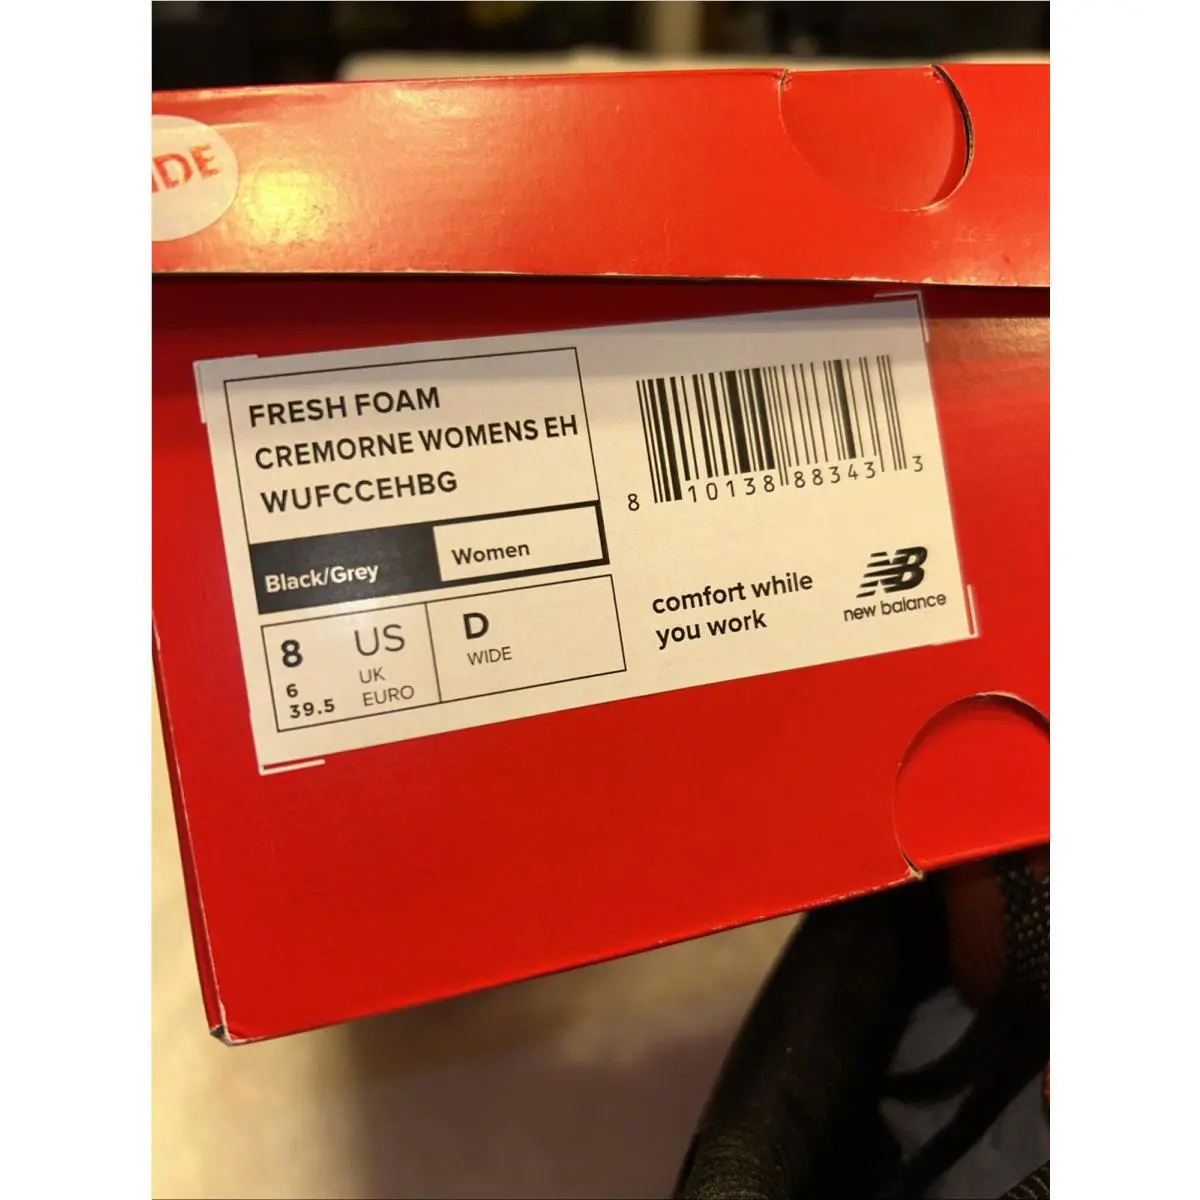 IDE
FRESH FOAM
CREMORNE WOMENS EH
WUFCCEHBG
Black/Grey
Women
8 US
6 UK
39.5 EURO
D
WIDE
8 10138 88343 3
comfort while
you work
NB
new balance